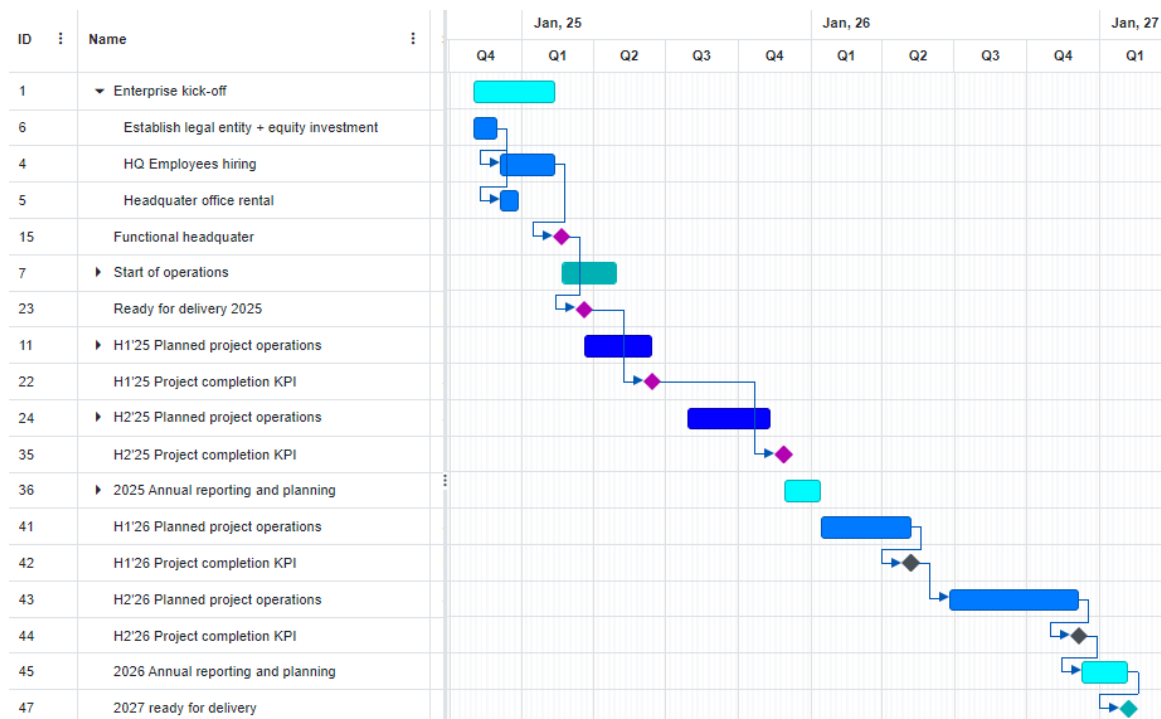 Jan, 25 Jan, 26 Jan, 27
ID Name
Q4 Q1 Q2 Q3 Q4 Q1 Q2 Q3 Q4 Q1
1 Enterprise kick-off
6 Establish legal entity + equity investment
4 HQ Employees hiring
5 Headquater office rental
15 Functional headquater
7 Start of operations
23 Ready for delivery 2025
11 H1'25 Planned project operations
22 H1'25 Project completion KPI
24 H2'25 Planned project operations
35 H2'25 Project completion KPI
36 2025 Annual reporting and planning
41 H1'26 Planned project operations
42 H1'26 Project completion KPI
43 H2'26 Planned project operations
44 H2'26 Project completion KPI
45 2026 Annual reporting and planning
47 2027 ready for delivery